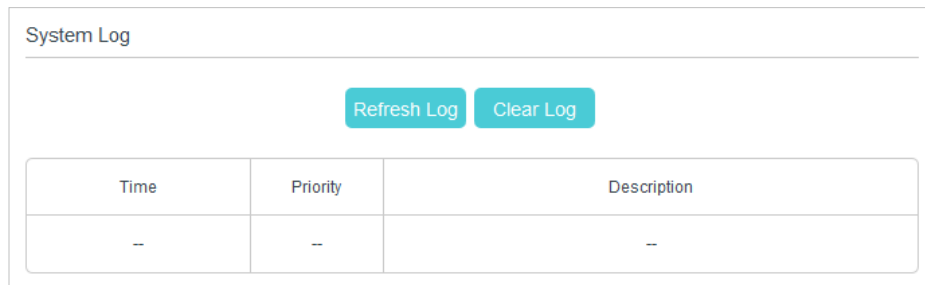 System Log
Refresh Log Clear Log
Time Priority Description
-- -- --